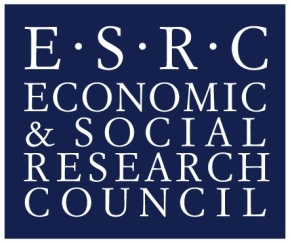 E·S·R·C
ECONOMIC
& SOCIAL
RESEARCH
COUNCIL